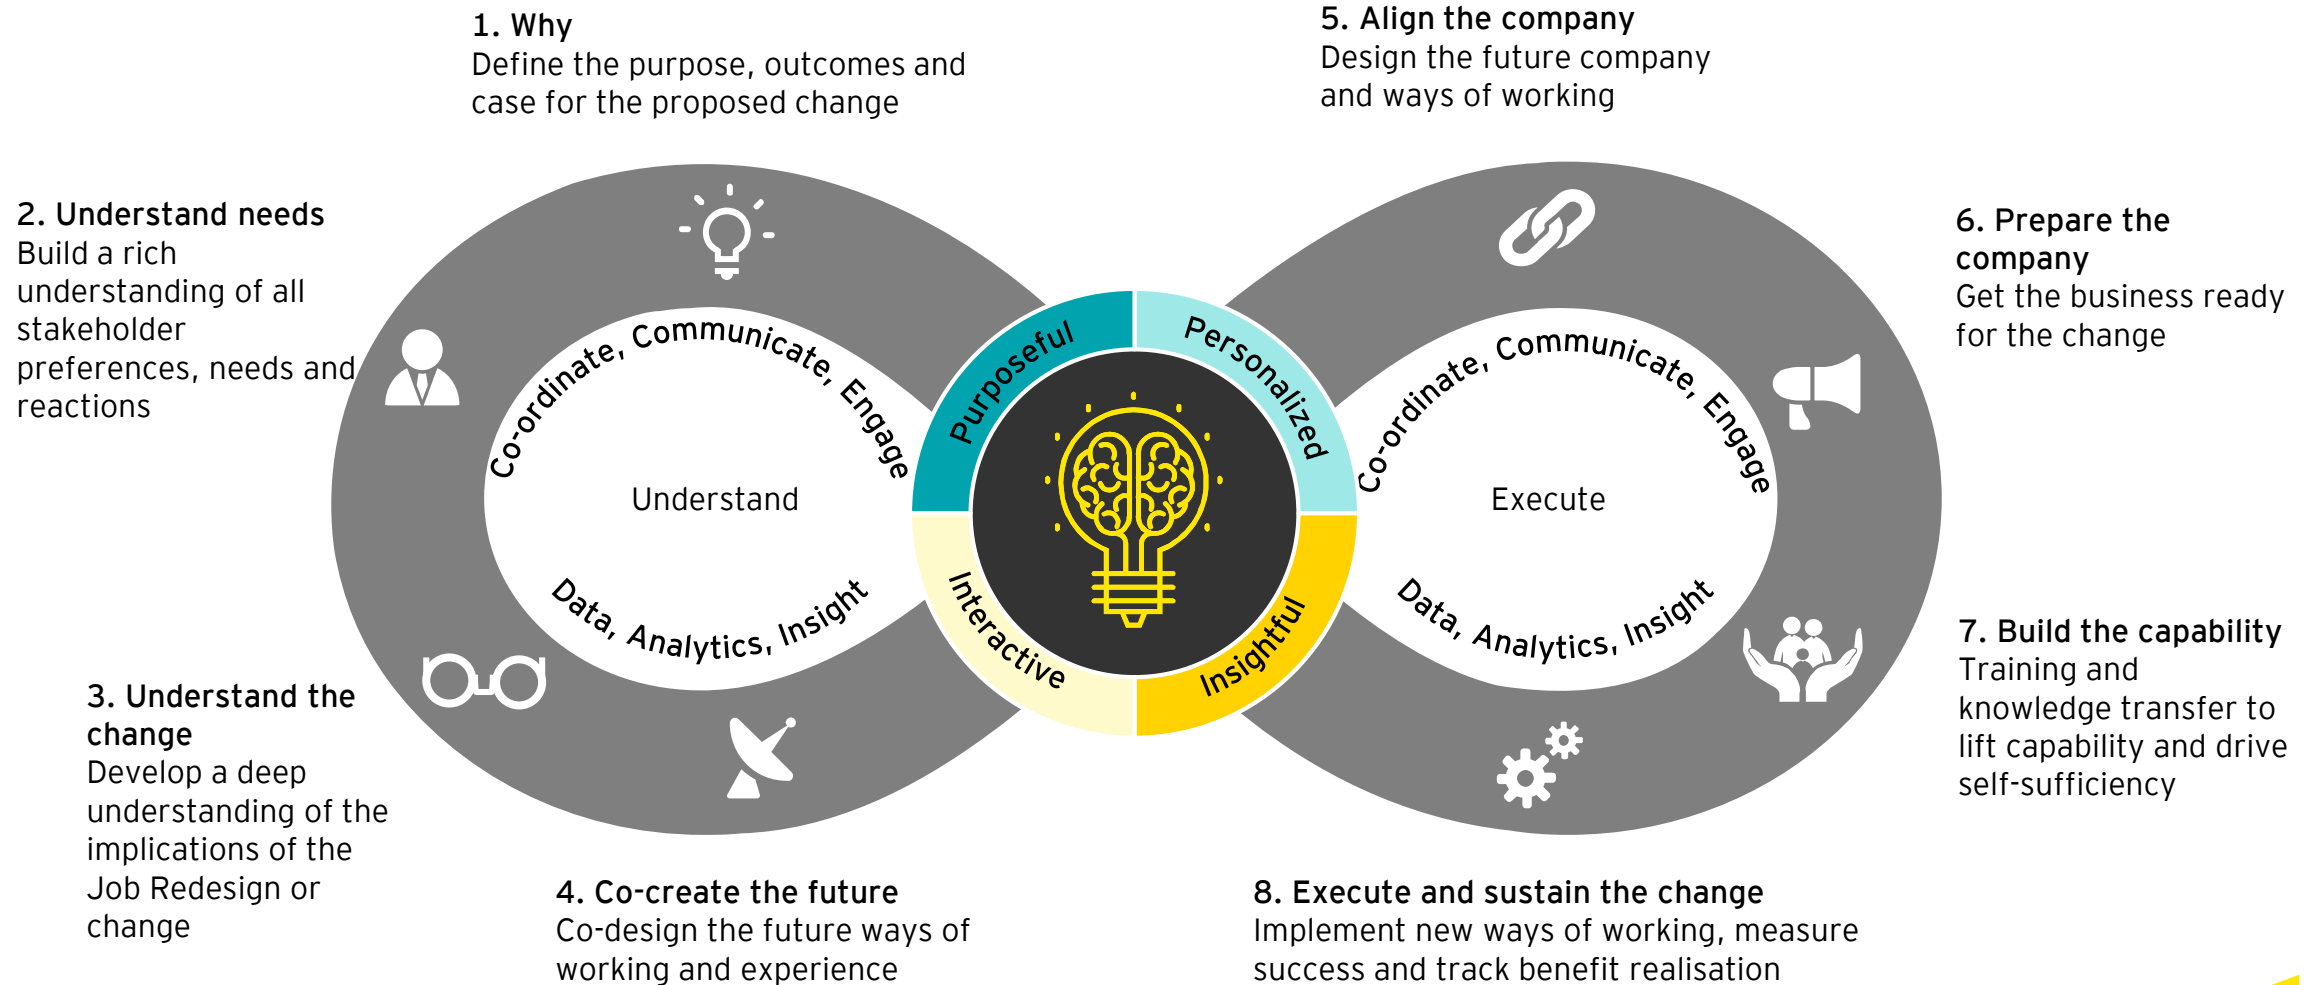 1. Why
Define the purpose, outcomes and
case for the proposed change
2. Understand needs
Build a rich
understanding of all
stakeholder
preferences, needs and
reactions
3. Understand the
change
Develop a deep
understanding of the
implications of the
Job Redesign or
change
4. Co-create the future
Co-design the future ways of
working and experience
Co-ordinate, Communicate, Engage
Understand
Data, Analytics, Insight
Purposeful
Personalized
Interactive
Insightful
5. Align the company
Design the future company
and ways of working
6. Prepare the
company
Get the business ready
for the change
7. Build the capability
Training and
knowledge transfer to
lift capability and drive
self-sufficiency
8. Execute and sustain the change
Implement new ways of working, measure
success and track benefit realisation
Co-ordinate, Communicate, Engage
Execute
Data, Analytics, Insight